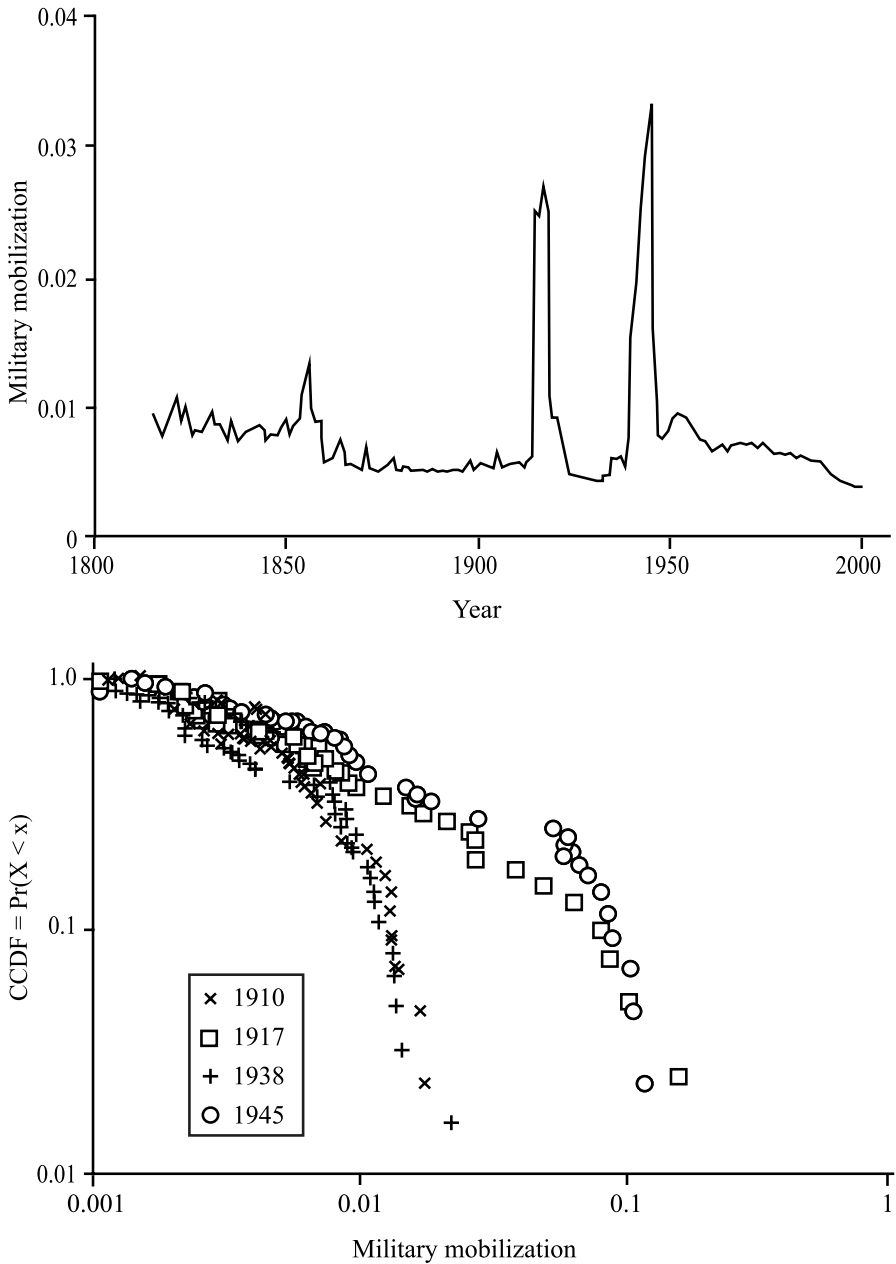 0.04
0.03
0.02
0.01
0
Military mobilization
1800 1850 1900 1950 2000
Year
1.0
0.1
0.01
CCDF = Pr(X < x)
× 1910
□ 1917
+ 1938
○ 1945
0.001 0.01 0.1 1
Military mobilization